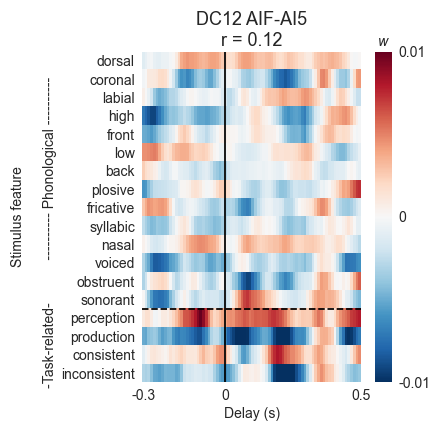 DC12 AIF-AI5
r = 0.12
w
Stimulus feature
---------- Phonological ----------
-Task-related-
dorsal
coronal
labial
high
front
low
back
plosive
fricative
syllabic
nasal
voiced
obstruent
sonorant
perception
production
consistent
inconsistent
-0.3
0
0.5
Delay (s)
0.01
0
-0.01